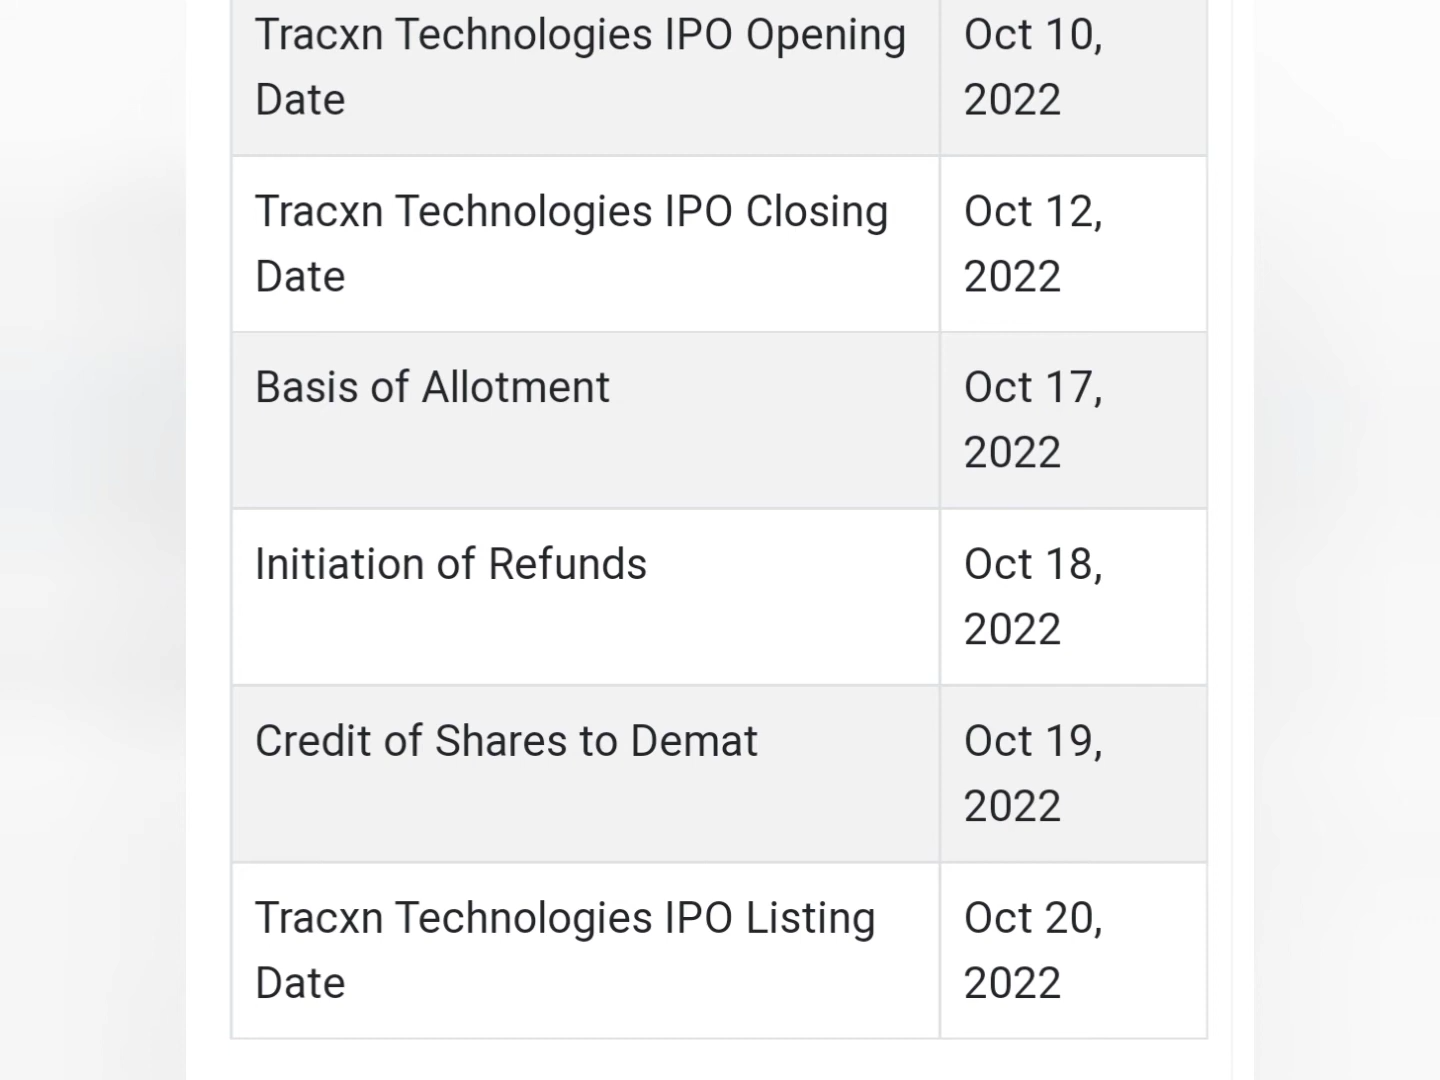 Tracxn Technologies IPO Opening Oct 10,
Date 2022
Tracxn Technologies IPO Closing Oct 12,
Date 2022
Basis of Allotment Oct 17,
2022
Initiation of Refunds Oct 18,
2022
Credit of Shares to Demat Oct 19,
2022
Tracxn Technologies IPO Listing Oct 20,
Date 2022